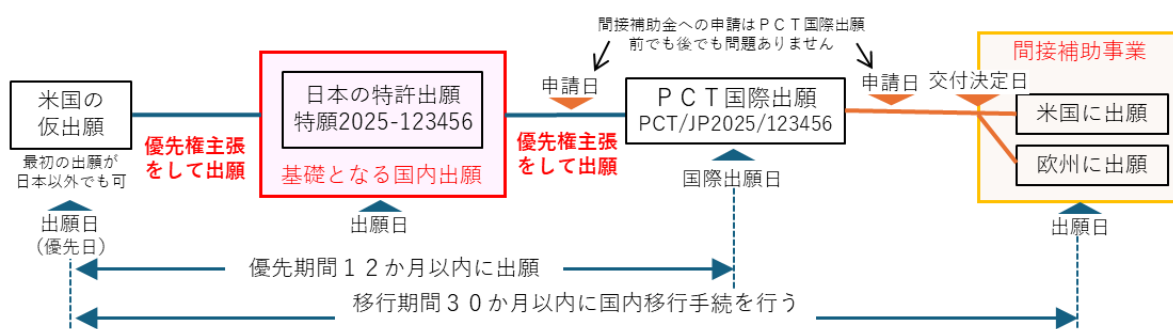 間接補助金への申請はＰＣＴ国際出願
前でも後でも問題ありません
米国の
仮出願
最初の出願が
日本以外でも可
出願日
（優先日）
優先権主張
をして出願
日本の特許出願
特願2025-123456
基礎となる国内出願
出願日
優先権主張
をして出願
申請日
ＰＣＴ国際出願
PCT/JP2025/123456
国際出願日
申請日
交付決定日
間接補助事業
米国に出願
欧州に出願
出願日
優先期間１２か月以内に出願
移行期間３０か月以内に国内移行手続を行う